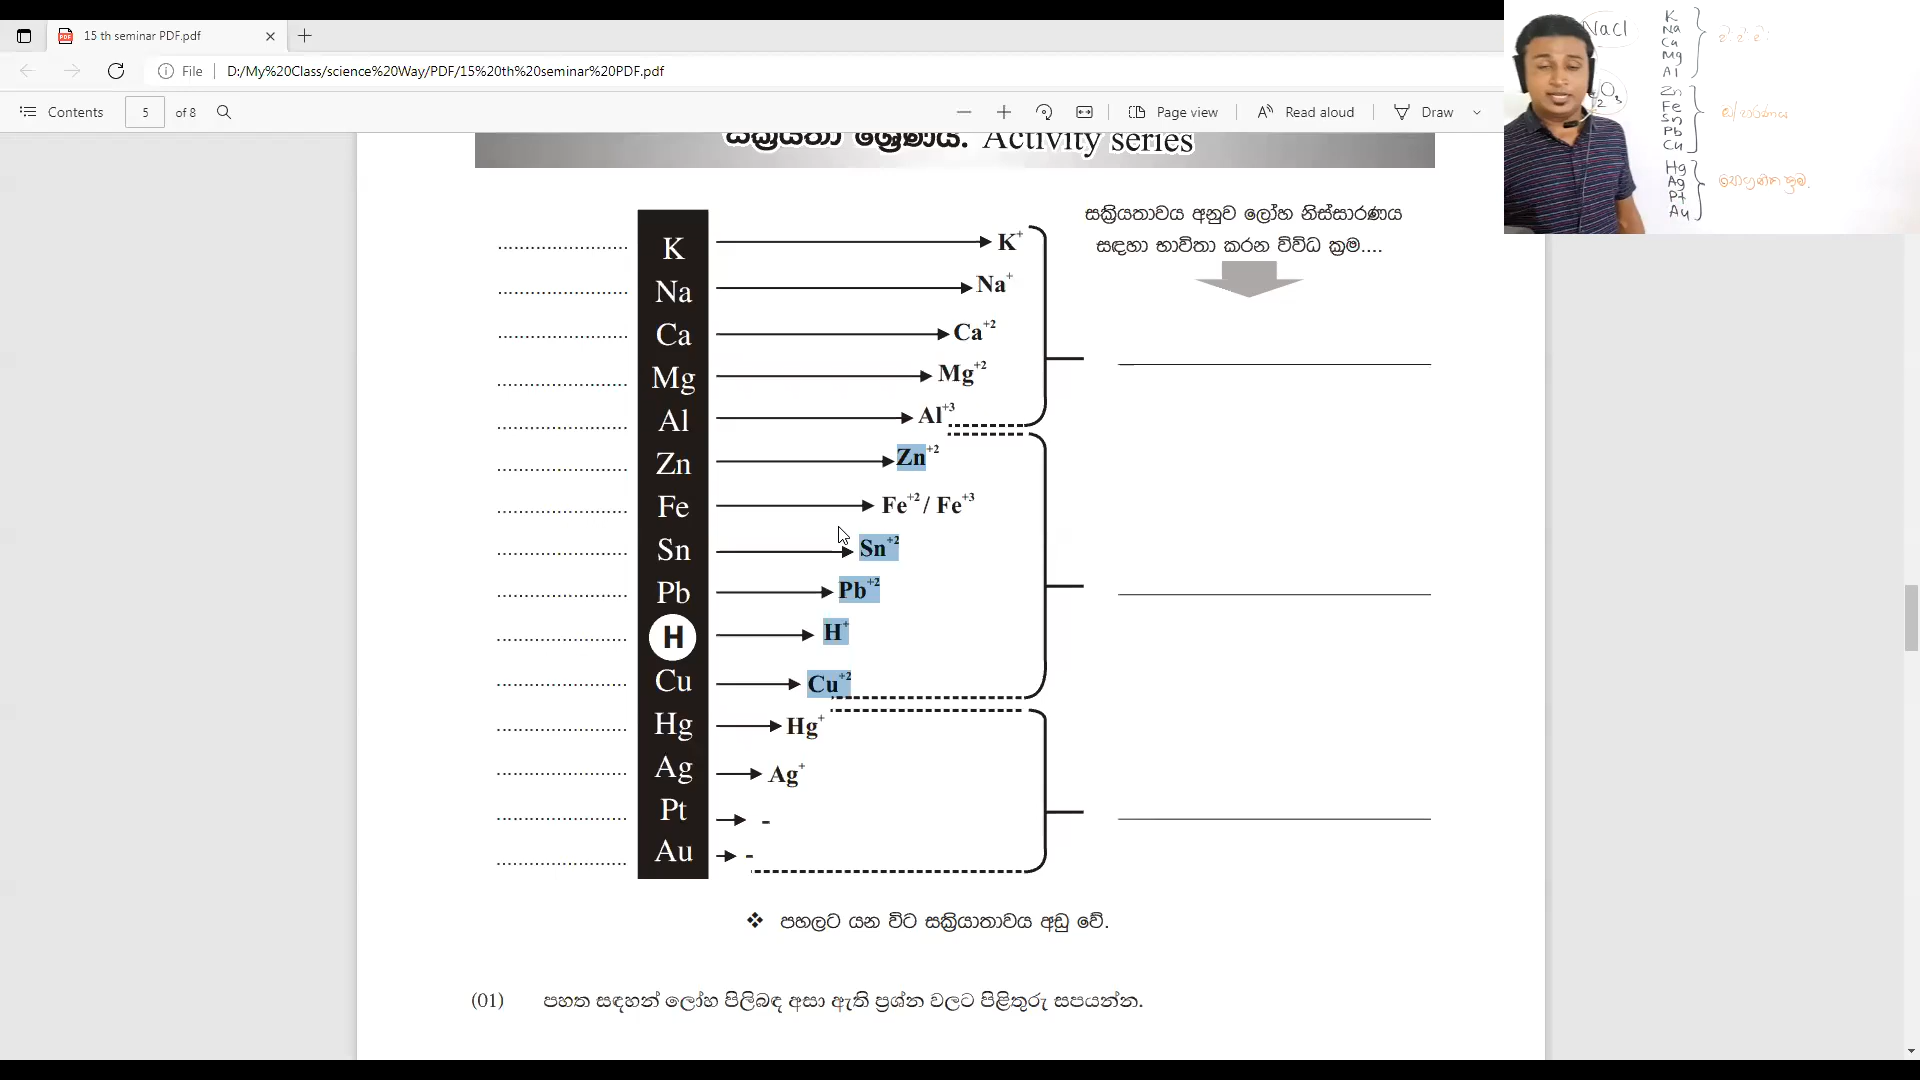 15 th seminar PDF.pdf
File D:/My%20Class/science%20Way/PDF/15%20th%20seminar%20PDF.pdf
Contents 5 of 8 Page view Read aloud Draw
සක්‍රියතා ශ්‍රේණිය. Activity series
සක්‍රියතාවය අනුව ලෝහ නිස්සාරණය
සඳහා භාවිතා කරන විවිධ ක්‍රම....
K K+
Na Na+
Ca Ca+2
Mg Mg+2
Al Al+3
Zn Zn+2
Fe Fe+2 / Fe+3
Sn Sn+2
Pb Pb+2
H H+
Cu Cu+2
Hg Hg+
Ag Ag+
Pt -
Au -
❖ පහලට යන විට සක්‍රියාතාවය අඩු වේ.
(01) පහත සඳහන් ලෝහ පිලිබඳ අසා ඇති ප්‍රශ්න වලට පිළිතුරු සපයන්න.
NaCl
2O3
K
Na
Ca
Mg
Al
Zn
Fe
Sn
Pb
Cu
Hg
Ag
Pt
Au